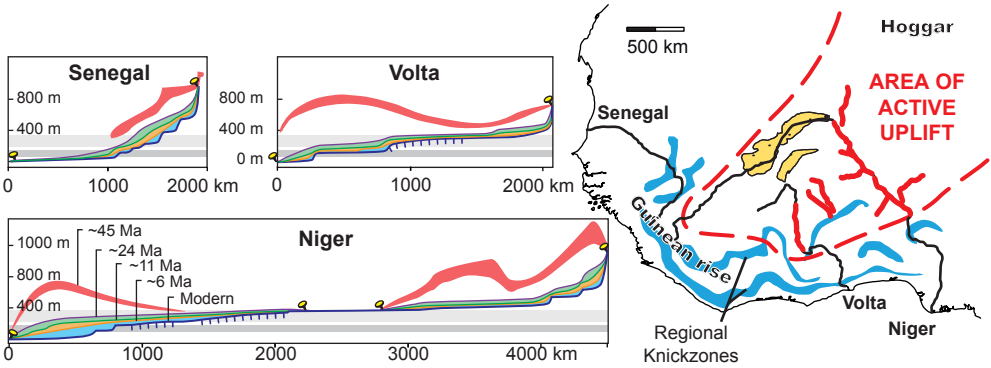 Senegal
800 m
400 m
0
1000
2000 km
Volta
800 m
400 m
0 m
0
1000
2000 km
Niger
1000 m
800 m
400 m
~45 Ma
~24 Ma
~11 Ma
~6 Ma
Modern
0
1000
2000
3000
4000 km
500 km
Hoggar
AREA OF
ACTIVE
UPLIFT
Senegal
Guinean rise
Volta
Niger
Regional
Knickzones